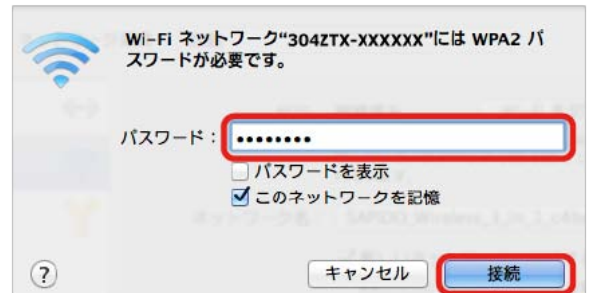 Wi-Fi ネットワーク“304ZTX-XXXXXX”には WPA2 パ
スワードが必要です。
パスワード： ••••••••
パスワードを表示
このネットワークを記憶
?
キャンセル
接続